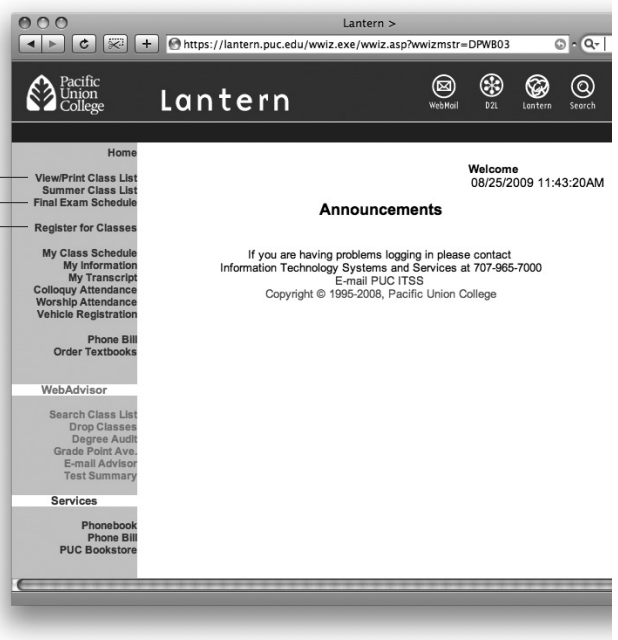 Lantern >
https://lantern.puc.edu/wwiz.exe/wwiz.asp?wwizmstr=DPWB03
Pacific
Union
College
Lantern
WebMail
D2L
Lantern
Search
Home
View/Print Class List
Summer Class List
Final Exam Schedule
Register for Classes
My Class Schedule
My Information
My Transcript
Colloquy Attendance
Worship Attendance
Vehicle Registration
Phone Bill
Order Textbooks
WebAdvisor
Search Class List
Drop Classes
Degree Audit
Grade Point Ave.
E-mail Advisor
Test Summary
Services
Phonebook
Phone Bill
PUC Bookstore
Welcome
08/25/2009 11:43:20AM
Announcements
If you are having problems logging in please contact
Information Technology Systems and Services at 707-965-7000
E-mail PUC ITSS
Copyright © 1995-2008, Pacific Union College